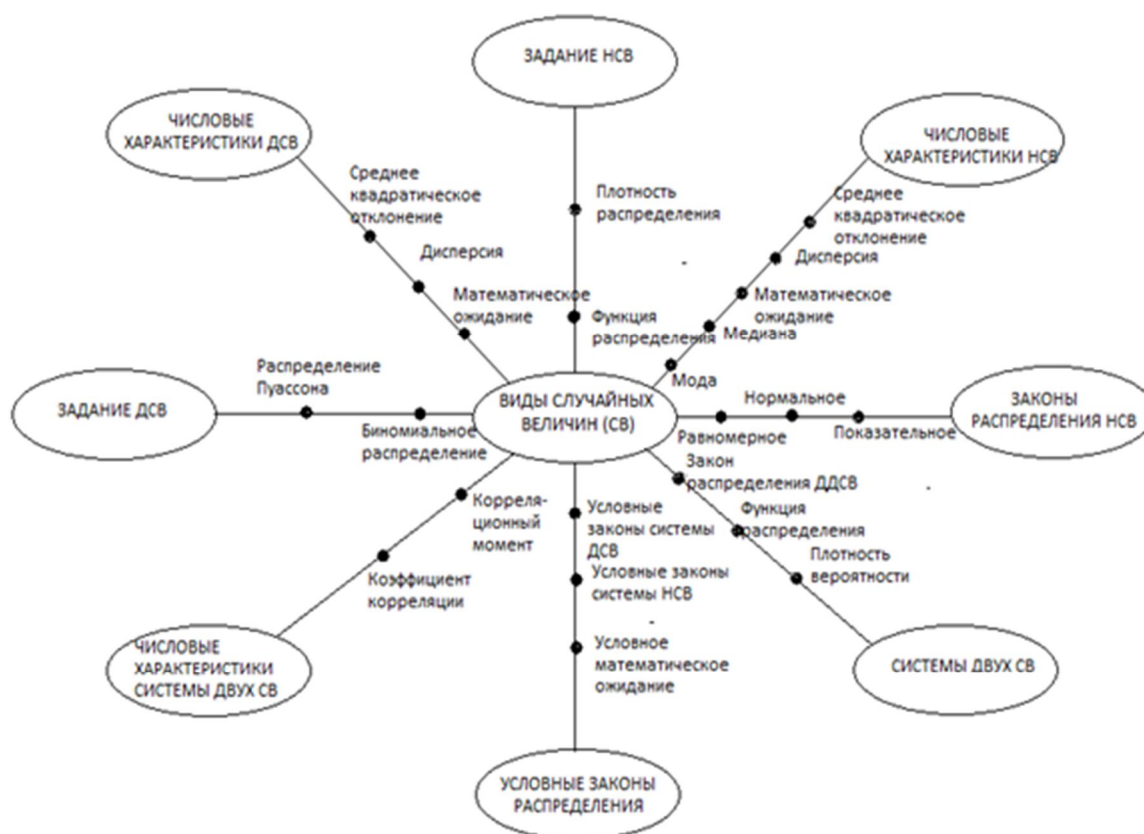 ЗАДАНИЕ НСВ
ЧИСЛОВЫЕ
ХАРАКТЕРИСТИКИ ДСВ
ЧИСЛОВЫЕ
ХАРАКТЕРИСТИКИ НСВ
Среднее
квадратическое
отклонение
Дисперсия
Математическое
ожидание
Плотность
распределения
Функция
распределения
Среднее
квадратическое
отклонение
Дисперсия
Математическое
ожидание
Медиана
Мода
ЗАДАНИЕ ДСВ
Распределение
Пуассона
Биномиальное
распределение
ВИДЫ СЛУЧАЙНЫХ
ВЕЛИЧИН (СВ)
Нормальное
Равномерное
Показательное
ЗАКОНЫ
РАСПРЕДЕЛЕНИЯ НСВ
Корреля-
ционный
момент
Коэффициент
корреляции
ЧИСЛОВЫЕ
ХАРАКТЕРИСТИКИ
СИСТЕМЫ ДВУХ СВ
Условные
законы системы
ДСВ
Условные законы
системы НСВ
Условное
математическое
ожидание
УСЛОВНЫЕ ЗАКОНЫ
РАСПРЕДЕЛЕНИЯ
Закон
распределения ДДСВ
Функция
распределения
Плотность
вероятности
СИСТЕМЫ ДВУХ СВ